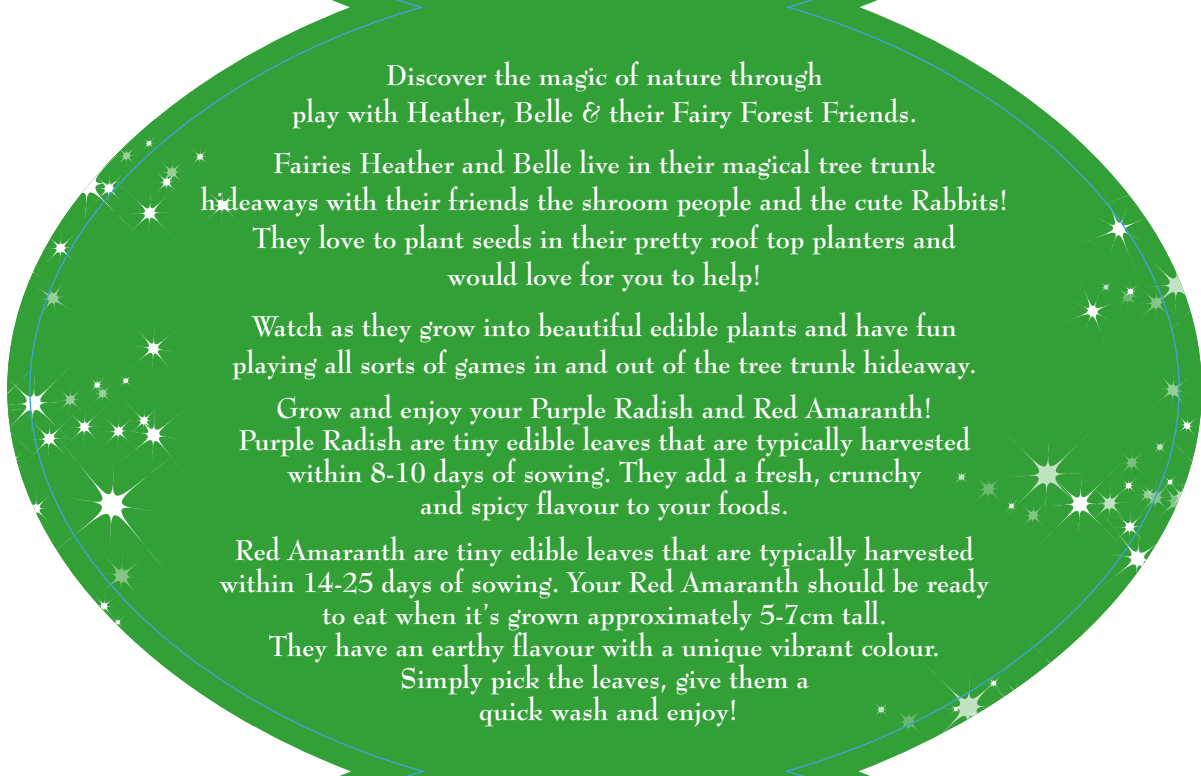 Discover the magic of nature through
play with Heather, Belle & their Fairy Forest Friends.
Fairies Heather and Belle live in their magical tree trunk
hideaways with their friends the shroom people and the cute Rabbits!
They love to plant seeds in their pretty roof top planters and
would love for you to help!
Watch as they grow into beautiful edible plants and have fun
playing all sorts of games in and out of the tree trunk hideaway.
Grow and enjoy your Purple Radish and Red Amaranth!
Purple Radish are tiny edible leaves that are typically harvested
within 8-10 days of sowing. They add a fresh, crunchy
and spicy flavour to your foods.
Red Amaranth are tiny edible leaves that are typically harvested
within 14-25 days of sowing. Your Red Amaranth should be ready
to eat when it's grown approximately 5-7cm tall.
They have an earthy flavour with a unique vibrant colour.
Simply pick the leaves, give them a
quick wash and enjoy!